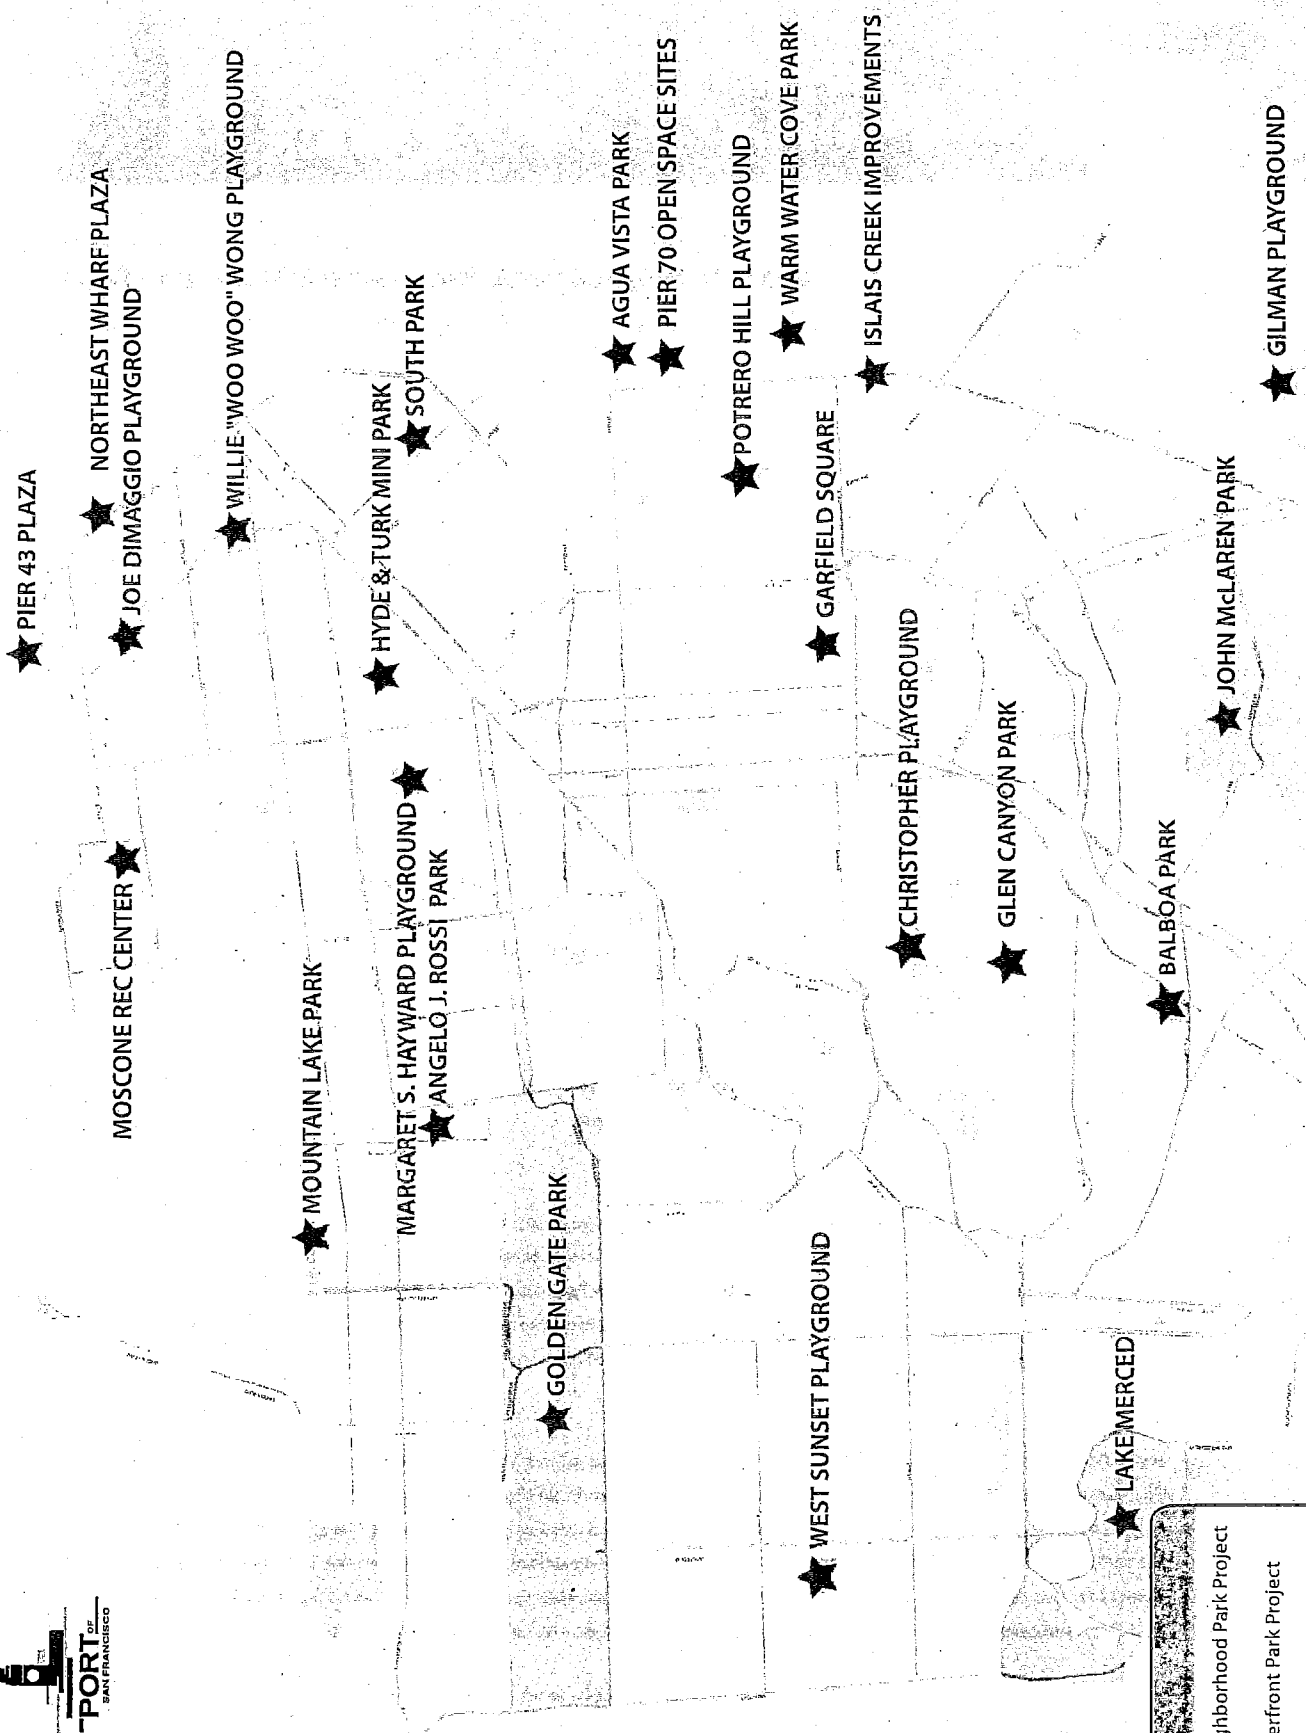 PIER 43 PLAZA
NORTHEAST WHARF PLAZA
JOE DIMAGGIO PLAYGROUND
MOSCONE REC CENTER
WILLIE "WOO WOO" WONG PLAYGROUND
MOUNTAIN LAKE PARK
HYDE & TURK MINI PARK
SOUTH PARK
MARGARET S. HAYWARD PLAYGROUND
ANGELO J. ROSSI PARK
GOLDEN GATE PARK
AGUA VISTA PARK
PIER 70 OPEN SPACE SITES
POTRERO HILL PLAYGROUND
WARM WATER COVE PARK
GARFIELD SQUARE
WEST SUNSET PLAYGROUND
ISLAIS CREEK IMPROVEMENTS
CHRISTOPHER PLAYGROUND
GLEN CANYON PARK
LAKE MERCED
BALBOA PARK
JOHN McLAREN PARK
GILMAN PLAYGROUND
PORT OF
SAN FRANCISCO
ghborhood Park Project
erfront Park Project